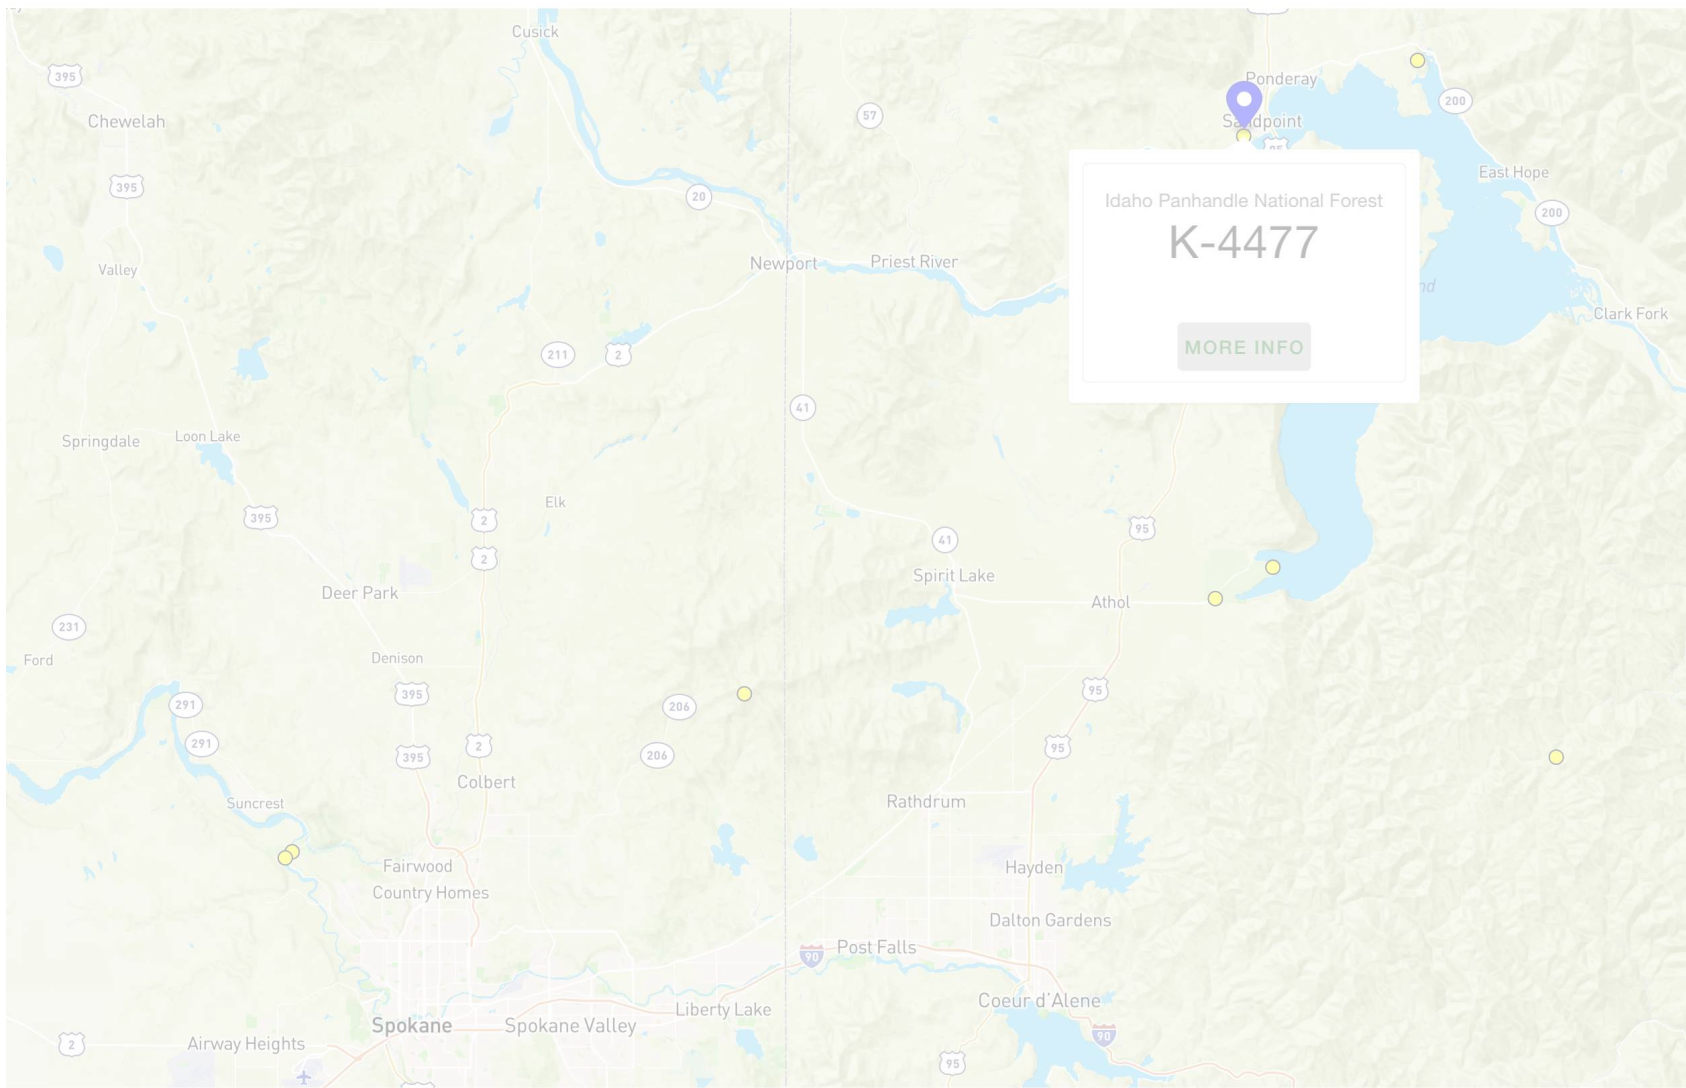 Cusick
395
Ponderay
200
Chewelah
57
Sandpoint
95
395
20
East Hope
200
Idaho Panhandle National Forest
K-4477
Valley
Newport
Priest River
nd
Clark Fork
MORE INFO
211
2
41
Springdale
Loon Lake
Elk
395
2
95
2
41
Spirit Lake
Deer Park
Athol
231
Ford
Denison
395
95
291
206
291
2
395
206
95
Colbert
Suncrest
Rathdrum
Fairwood
Hayden
Country Homes
Dalton Gardens
Post Falls
90
Coeur d'Alene
Liberty Lake
Spokane
Spokane Valley
2
Airway Heights
90
95